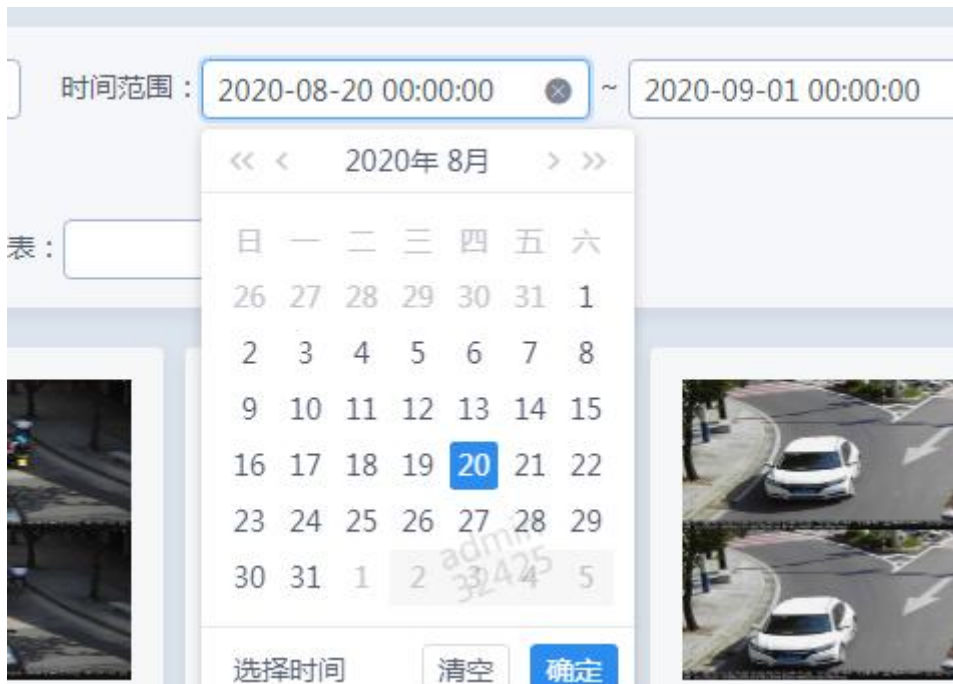 时间范围： 2020-08-20 00:00:00 ~ 2020-09-01 00:00:00
2020年 8月
表：
日 一 二 三 四 五 六
26 27 28 29 30 31 1
2 3 4 5 6 7 8
9 10 11 12 13 14 15
16 17 18 19 20 21 22
23 24 25 26 27 28 29
30 31 1 2 3 4 5
admin
32425
选择时间 清空 确定